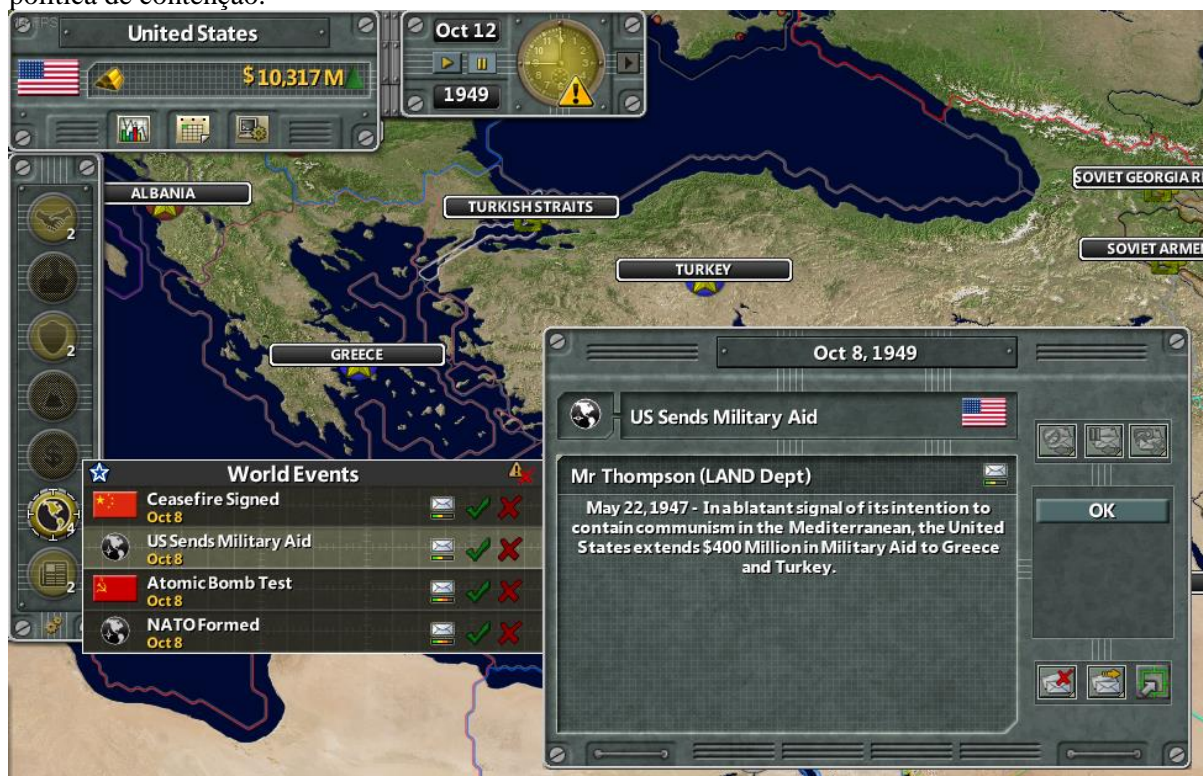 política de contenção.
United States
$ 10,317 M
Oct 12
1949
ALBANIA
TURKISH STRAITS
SOVIET GEORGIA R
SOVIET ARME
TURKEY
GREECE
2
2
4
2
World Events
Ceasefire Signed
Oct 8
US Sends Military Aid
Oct 8
Atomic Bomb Test
Oct 8
NATO Formed
Oct 8
Oct 8, 1949
US Sends Military Aid
Mr Thompson (LAND Dept)
May 22, 1947 - In a blatant signal of its intention to
contain communism in the Mediterranean, the United
States extends $400 Million in Military Aid to Greece
and Turkey.
OK